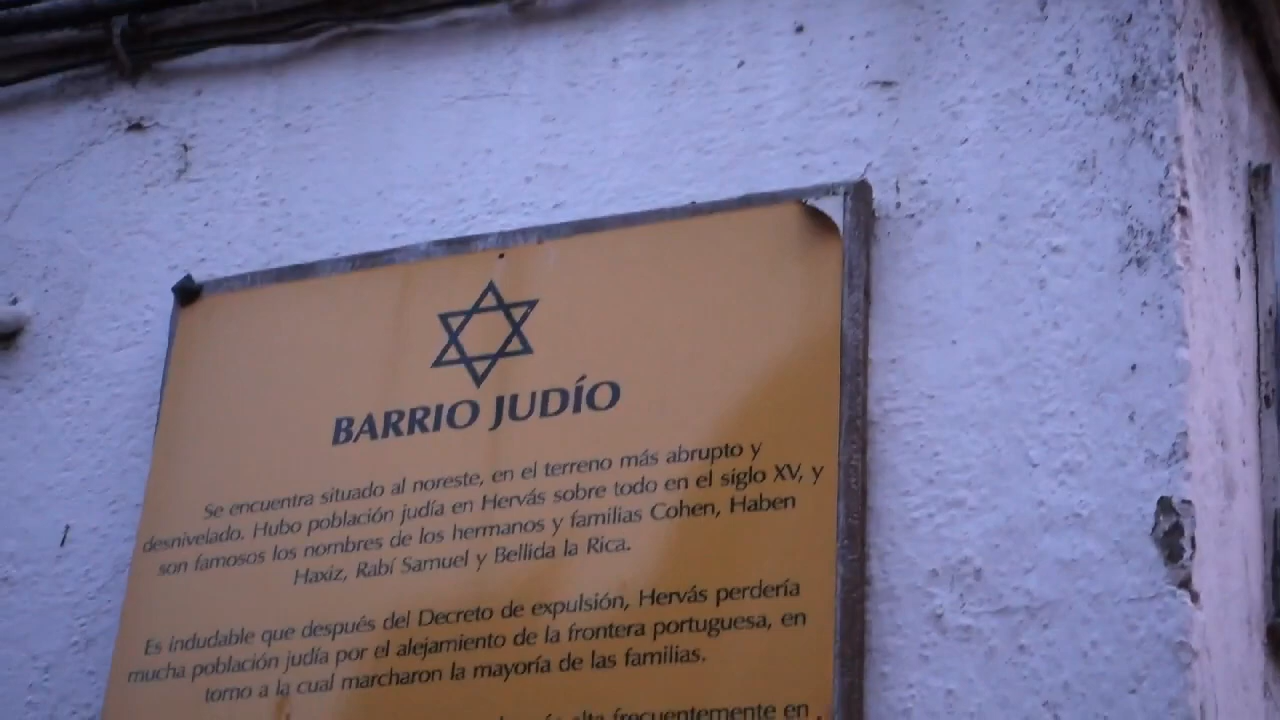 BARRIO JUDÍO
Se encuentra situado al noreste, en el terreno más abrupto y
desnivelado. Hubo población judía en Hervás sobre todo en el siglo XV, y
son famosos los nombres de los hermanos y familias Cohen, Haben
Haxiz, Rabí Samuel y Bellida la Rica.
Es indudable que después del Decreto de expulsión, Hervás perdería
mucha población judía por el alejamiento de la frontera portuguesa, en
torno a la cual marcharon la mayoría de las familias.
frecuentemente en